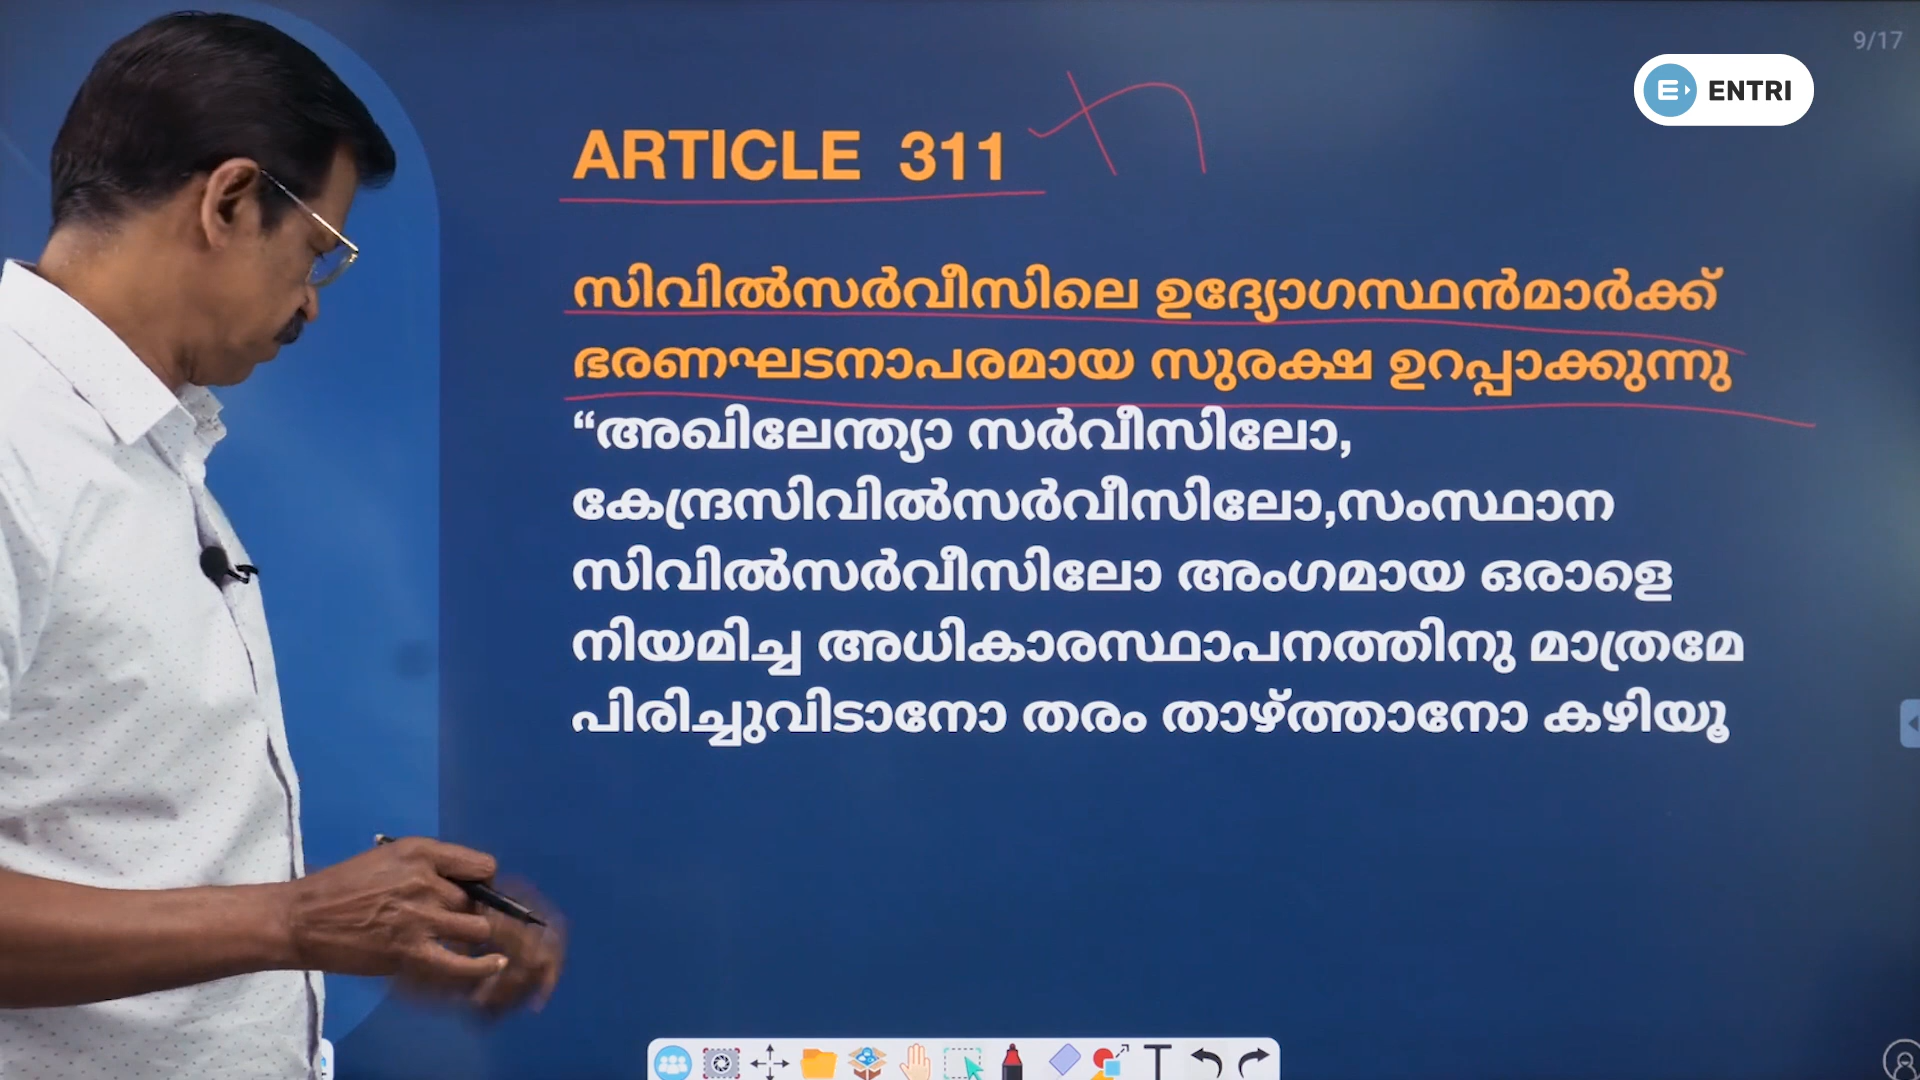 9/17
ENTRI
ARTICLE 311
സിവിൽസർവീസിലെ ഉദ്യോഗസ്ഥൻമാർക്ക്
ഭരണഘടനാപരമായ സുരക്ഷ ഉറപ്പാക്കുന്നു
“അഖിലേന്ത്യാ സർവീസിലോ,
കേന്ദ്രസിവിൽസർവീസിലോ,സംസ്ഥാന
സിവിൽസർവീസിലോ അംഗമായ ഒരാളെ
നിയമിച്ച അധികാരസ്ഥാപനത്തിനു മാത്രമേ
പിരിച്ചുവിടാനോ തരം താഴ്ത്താനോ കഴിയൂ